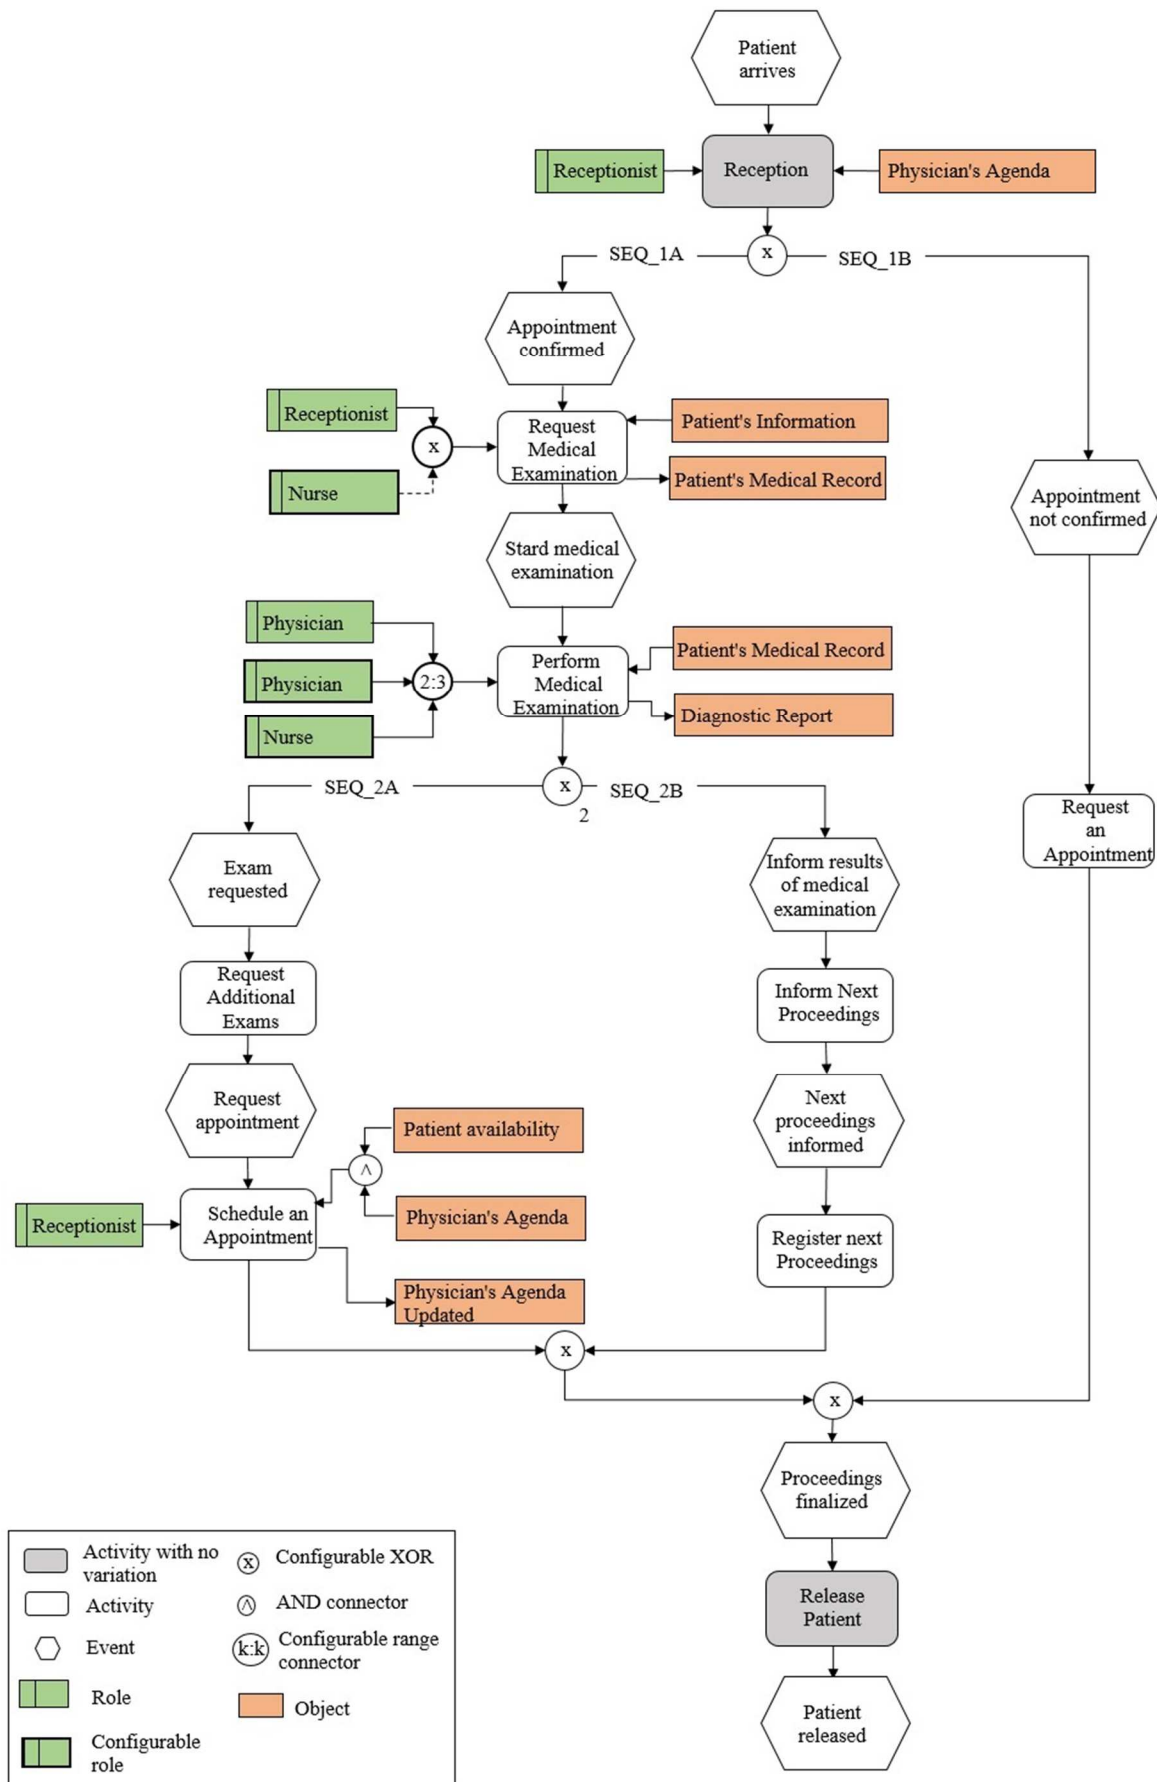 Patient
arrives
Receptionist
Reception
Physician's Agenda
SEQ_1A
x
SEQ_1B
Appointment
confirmed
Receptionist
x
Nurse
Request
Medical
Examination
Patient's Information
Patient's Medical Record
Appointment
not confirmed
Stard medical
examination
Physician
Physician
Nurse
2:3
Perform
Medical
Examination
Patient's Medical Record
Diagnostic Report
SEQ_2A
x
2
SEQ_2B
Request
an
Appointment
Exam
requested
Inform results
of medical
examination
Request
Additional
Exams
Inform Next
Proceedings
Request
appointment
Next
proceedings
informed
Patient availability
^
Physician's Agenda
Receptionist
Schedule an
Appointment
Physician's Agenda
Updated
Register next
Proceedings
x
x
Proceedings
finalized
Release
Patient
Patient
released
Activity with no
variation
x
Configurable XOR
Activity
^
AND connector
Event
k:k
Configurable range
connector
Role
Object
Configurable
role